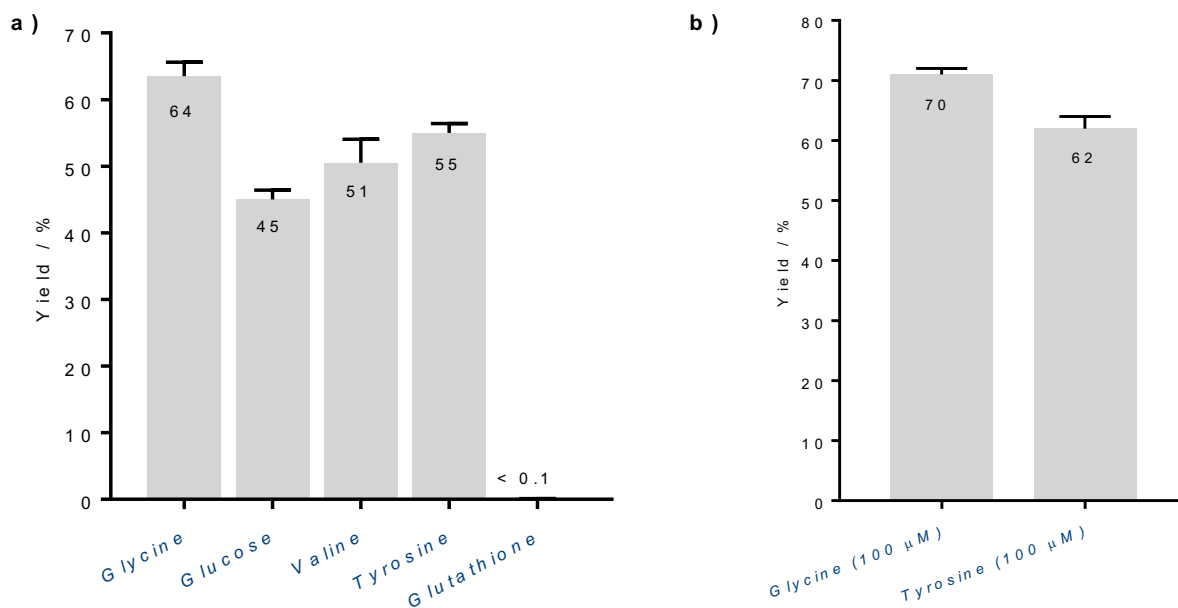 a)
Yield / %
70
60
50
40
30
20
10
0
64
45
51
55
< 0.1
Glycine
Glucose
Valine
Tyrosine
Glutathione
b)
Yield / %
80
70
60
50
40
30
20
10
0
70
62
Glycine (100 μM)
Tyrosine (100 μM)